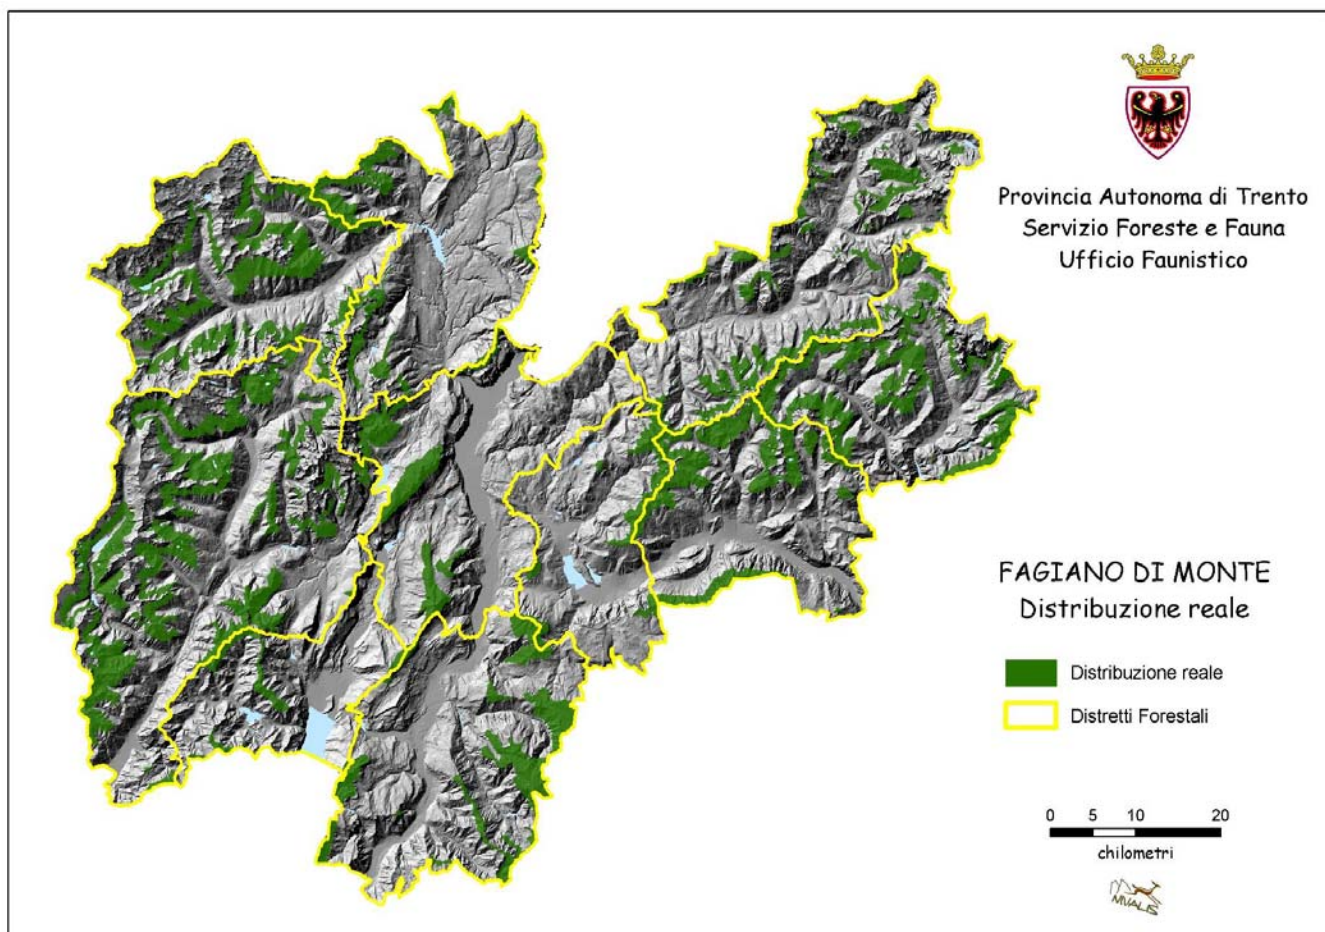 Provincia Autonoma di Trento
Servizio Foreste e Fauna
Ufficio Faunistico
FAGIANO DI MONTE
Distribuzione reale
Distribuzione reale
Distretti Forestali
0 5 10 20
chilometri
NIVALIS